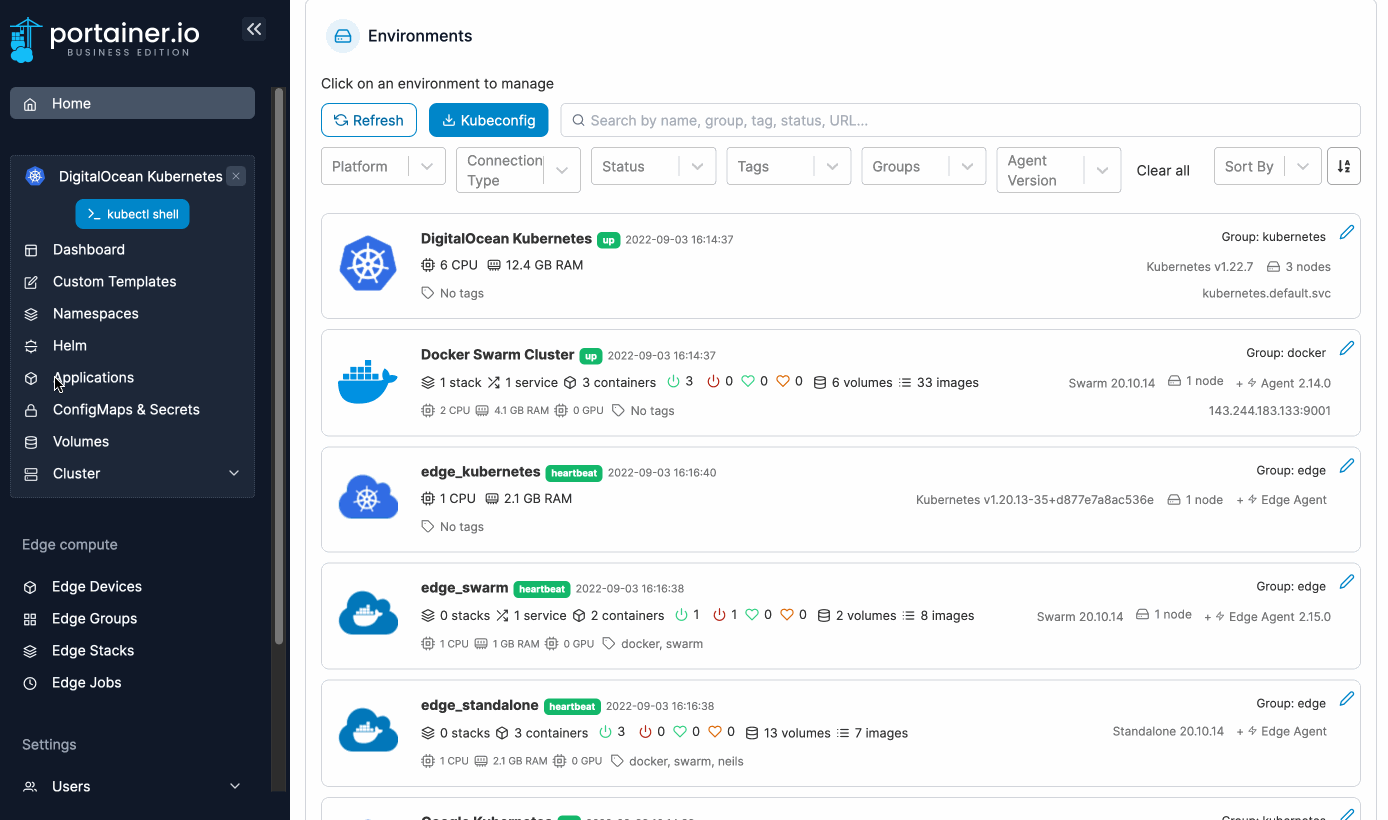 portainer.io
BUSINESS EDITION
Home
DigitalOcean Kubernetes
kubectl shell
Dashboard
Custom Templates
Namespaces
Helm
Applications
ConfigMaps & Secrets
Volumes
Cluster
Edge compute
Edge Devices
Edge Groups
Edge Stacks
Edge Jobs
Settings
Users
Environments
Click on an environment to manage
Refresh
Kubeconfig
Search by name, group, tag, status, URL...
Platform
Connection Type
Status
Tags
Groups
Agent Version
Clear all
Sort By
DigitalOcean Kubernetes up 2022-09-03 16:14:37
Group: kubernetes
6 CPU 12.4 GB RAM
Kubernetes v1.22.7 3 nodes
No tags
kubernetes.default.svc
Docker Swarm Cluster up 2022-09-03 16:14:37
Group: docker
1 stack 1 service 3 containers 3 0 0 0 6 volumes 33 images
Swarm 20.10.14 1 node + Agent 2.14.0
2 CPU 4.1 GB RAM 0 GPU No tags
143.244.183.133:9001
edge_kubernetes heartbeat 2022-09-03 16:16:40
Group: edge
1 CPU 2.1 GB RAM
Kubernetes v1.20.13-35+d877e7a8ac536e 1 node + Edge Agent
No tags
edge_swarm heartbeat 2022-09-03 16:16:38
Group: edge
0 stacks 1 service 2 containers 1 1 0 0 2 volumes 8 images
Swarm 20.10.14 1 node + Edge Agent 2.15.0
1 CPU 1 GB RAM 0 GPU docker, swarm
edge_standalone heartbeat 2022-09-03 16:16:38
Group: edge
0 stacks 3 containers 3 0 0 0 13 volumes 7 images
Standalone 20.10.14 + Edge Agent
1 CPU 2.1 GB RAM 0 GPU docker, swarm, neils
Google Kubernetes
Group: kubernetes